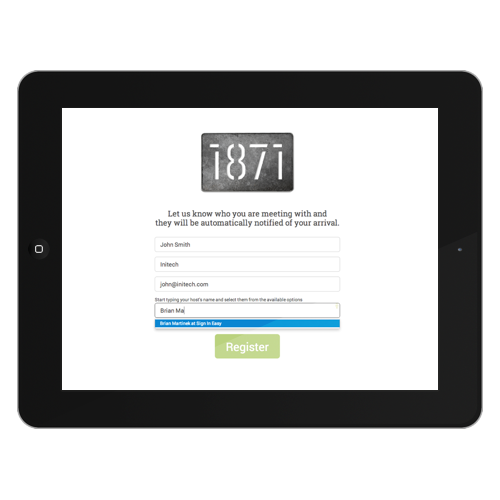 1871
Let us know who you are meeting with and
they will be automatically notified of your arrival.
John Smith
Initech
john@initech.com
Start typing your host's name and select them from the available options
Brian Ma
Brian Martinek at Sign In Easy
Register